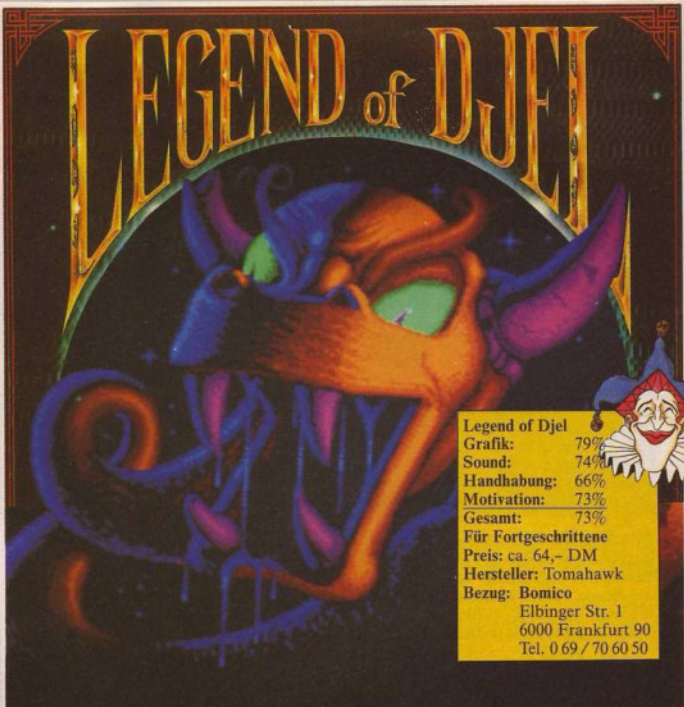 LEGEND of DJEL
Legend of Djel
Grafik: 79%
Sound: 74%
Handhabung: 66%
Motivation: 73%
Gesamt: 73%
Für Fortgeschrittene
Preis: ca. 64,– DM
Hersteller: Tomahawk
Bezug: Bomico
Elbinger Str. 1
6000 Frankfurt 90
Tel. 0 69 / 70 60 50